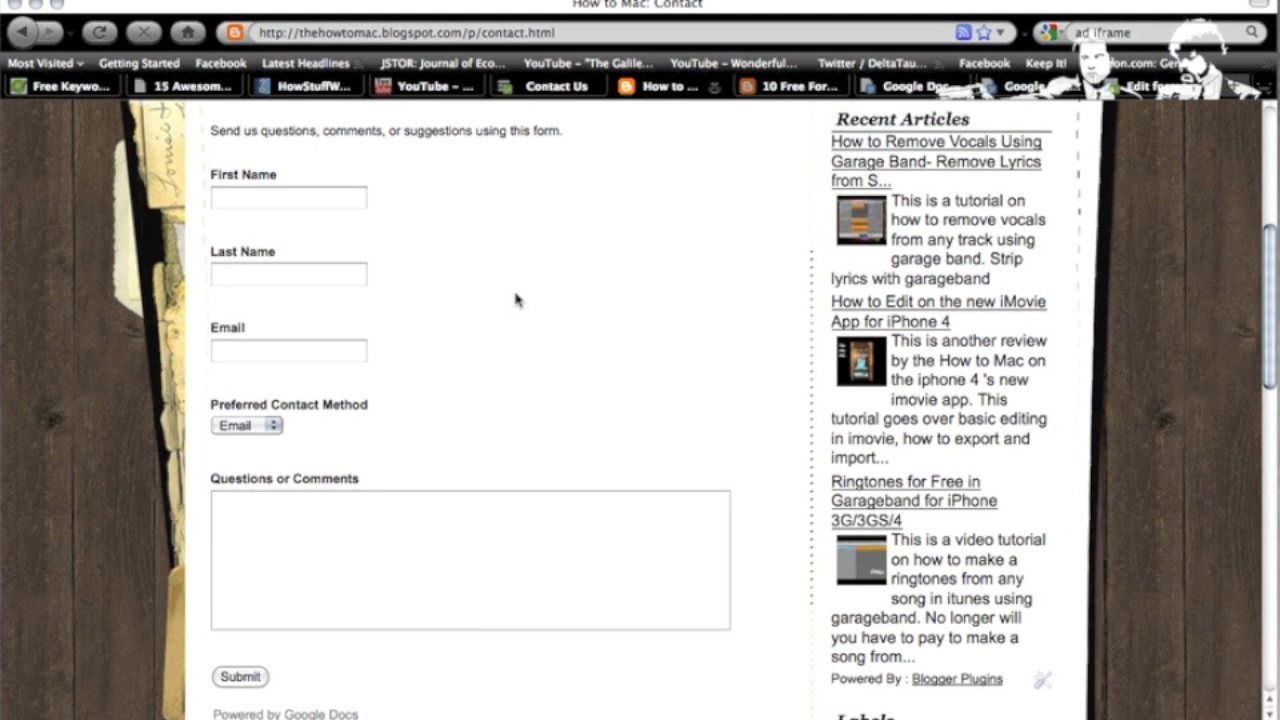 How to Mac: Contact
http://thehowtomac.blogspot.com/p/contact.html
ad iframe
Most Visited
Getting Started
Facebook
Latest Headlines
JSTOR: Journal of Eco...
YouTube - "The Galile...
YouTube - Wonderful...
Twitter / DeltaTau...
Facebook
Keep It!
Free Keywo...
15 Awesom...
HowStuffW...
YouTube - ...
Contact Us
How to ...
10 Free For...
Google Doc...
Send us questions, comments, or suggestions using this form.
First Name
Last Name
Email
Preferred Contact Method
Email
Questions or Comments
Submit
Powered by Google Docs
Recent Articles
How to Remove Vocals Using
Garage Band- Remove Lyrics
from S...
This is a tutorial on
how to remove vocals
from any track using
garage band. Strip
lyrics with garageband
How to Edit on the new iMovie
App for iPhone 4
This is another review
by the How to Mac on
the iphone 4 's new
imovie app. This
tutorial goes over basic editing
in imovie, how to export and
import...
Ringtones for Free in
Garageband for iPhone
3G/3GS/4
This is a video tutorial
on how to make a
ringtones from any
song in itunes using
garageband. No longer will
you have to pay to make a
song from...
Powered By : Blogger Plugins
Labels